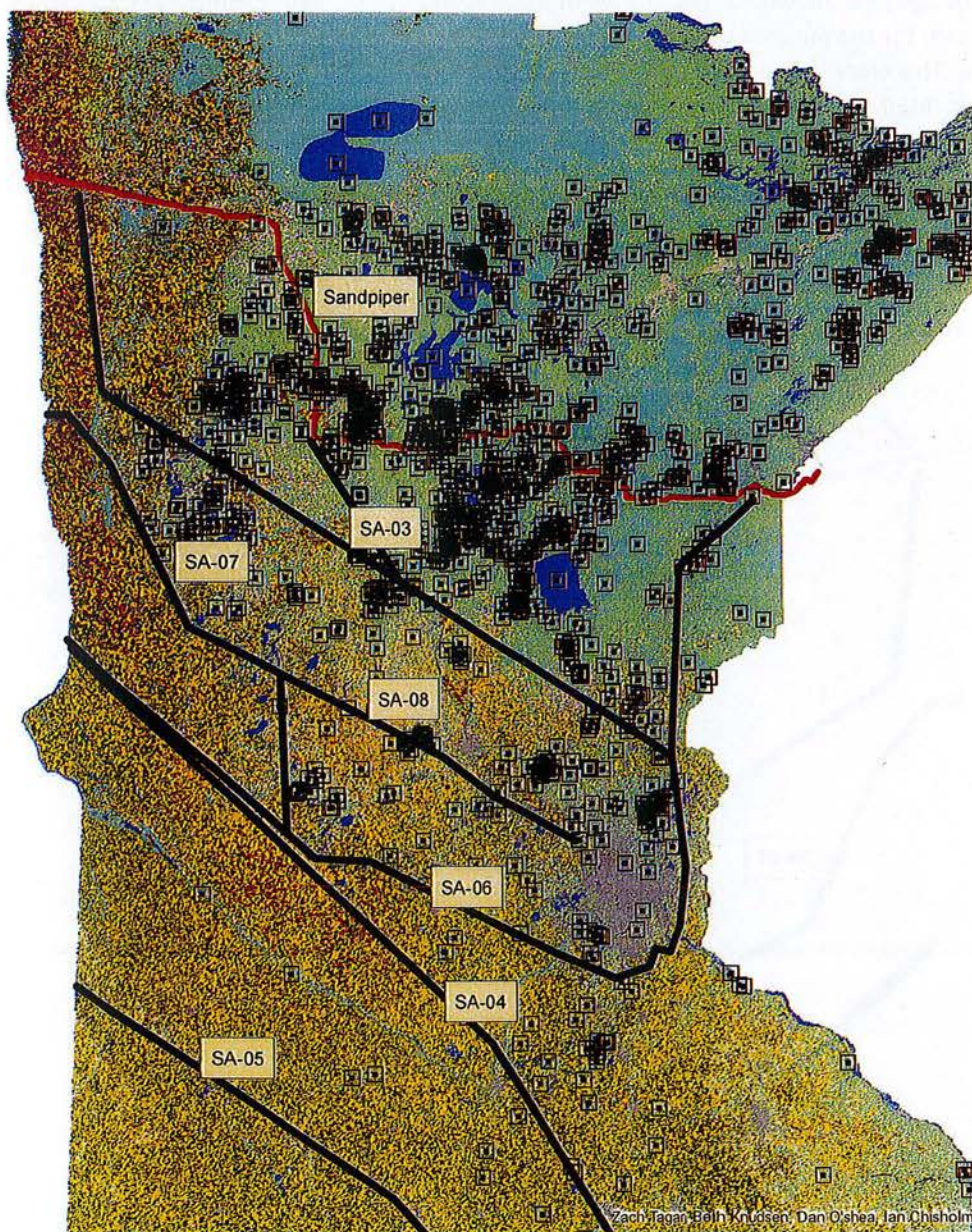 Sandpiper
SA-03
SA-07
SA-08
SA-06
SA-04
SA-05
Zach Tagar, Beth Knudsen, Dan O'shea, Ian Chisholm